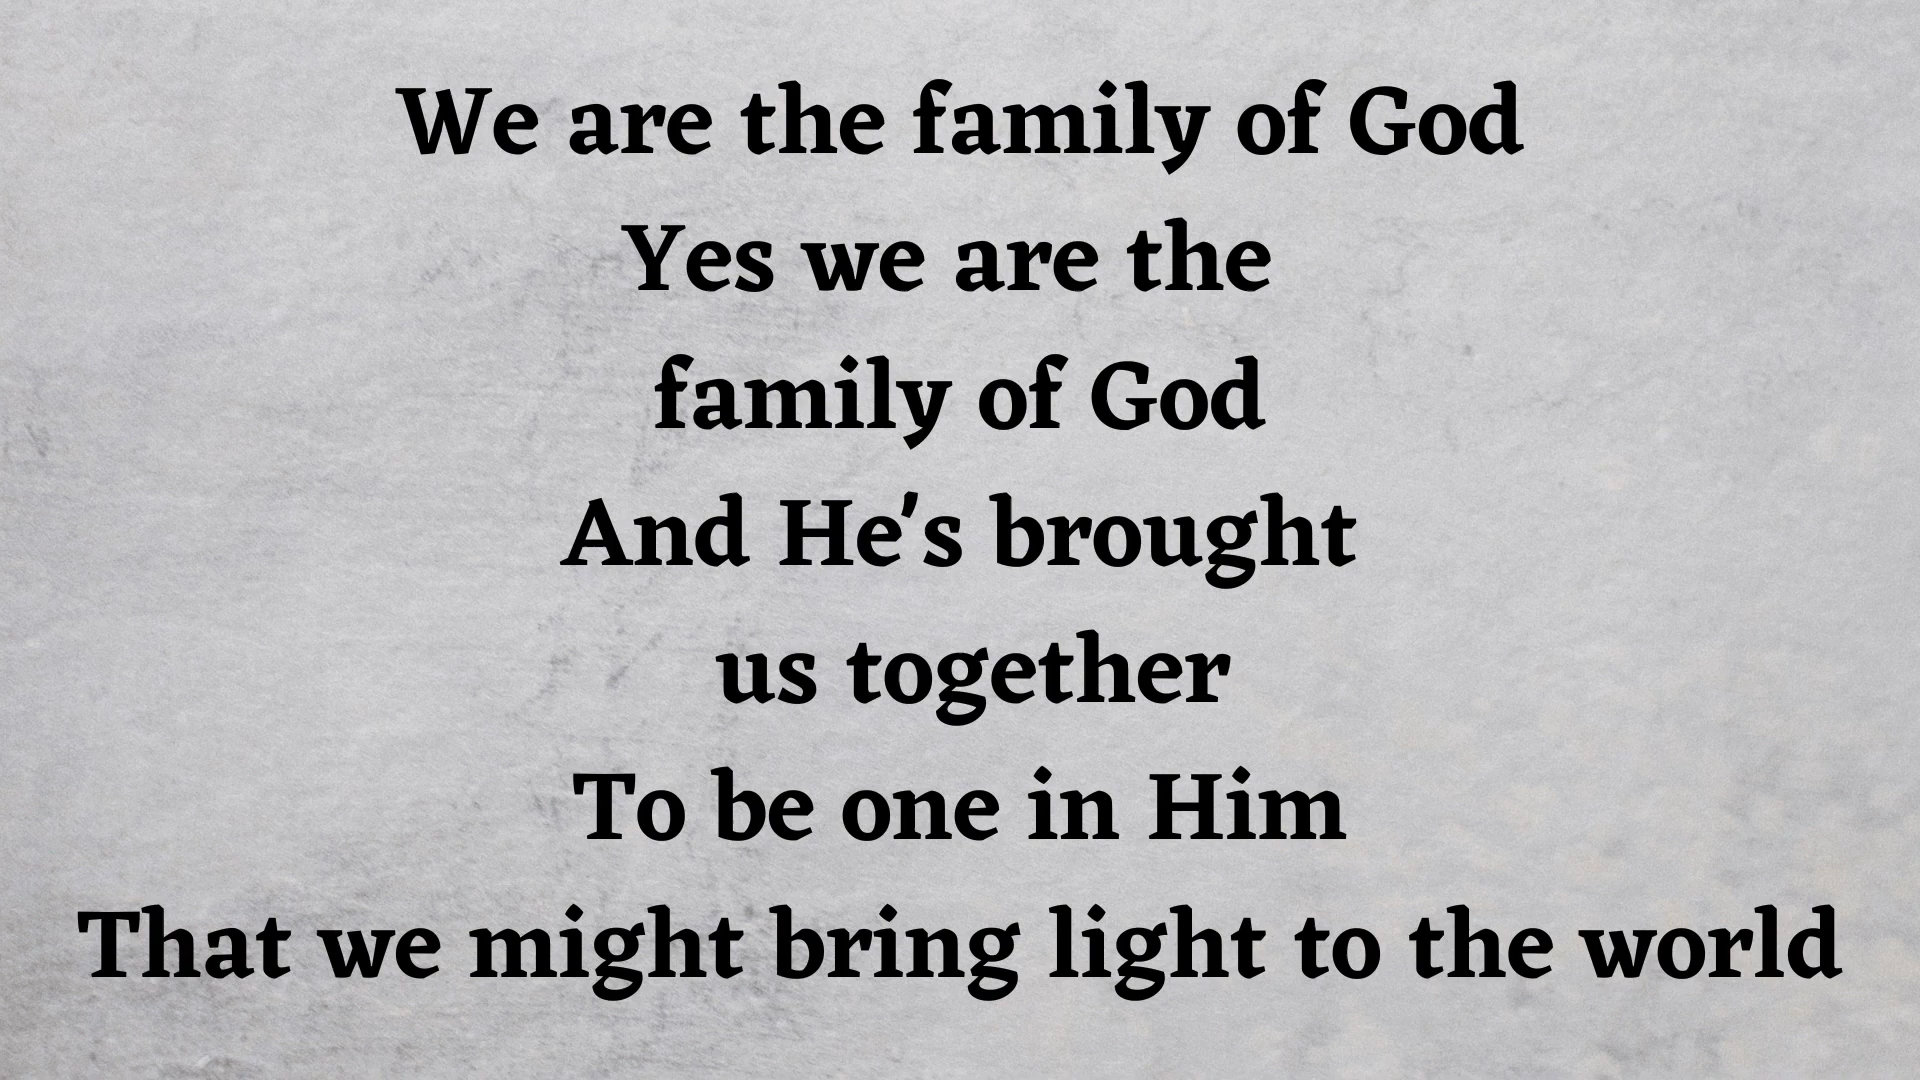 We are the family of God
Yes we are the
family of God
And He's brought
us together
To be one in Him
That we might bring light to the world